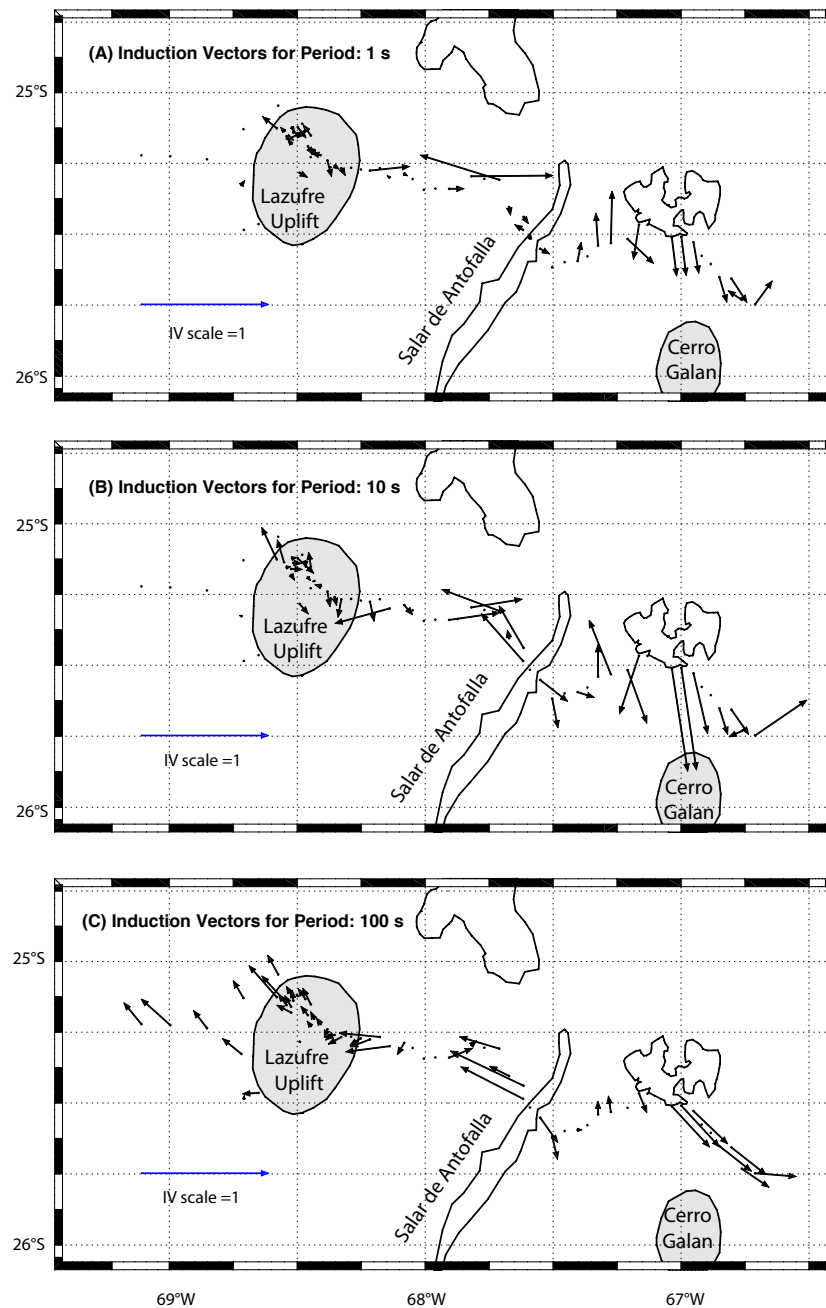 (A) Induction Vectors for Period: 1 s
25°S
Lazufre
Uplift
Salar de Antofalla
IV scale =1
Cerro
Galan
26°S
(B) Induction Vectors for Period: 10 s
25°S
Lazufre
Uplift
Salar de Antofalla
IV scale =1
Cerro
Galan
26°S
(C) Induction Vectors for Period: 100 s
25°S
Lazufre
Uplift
Salar de Antofalla
IV scale =1
Cerro
Galan
26°S
69°W
68°W
67°W